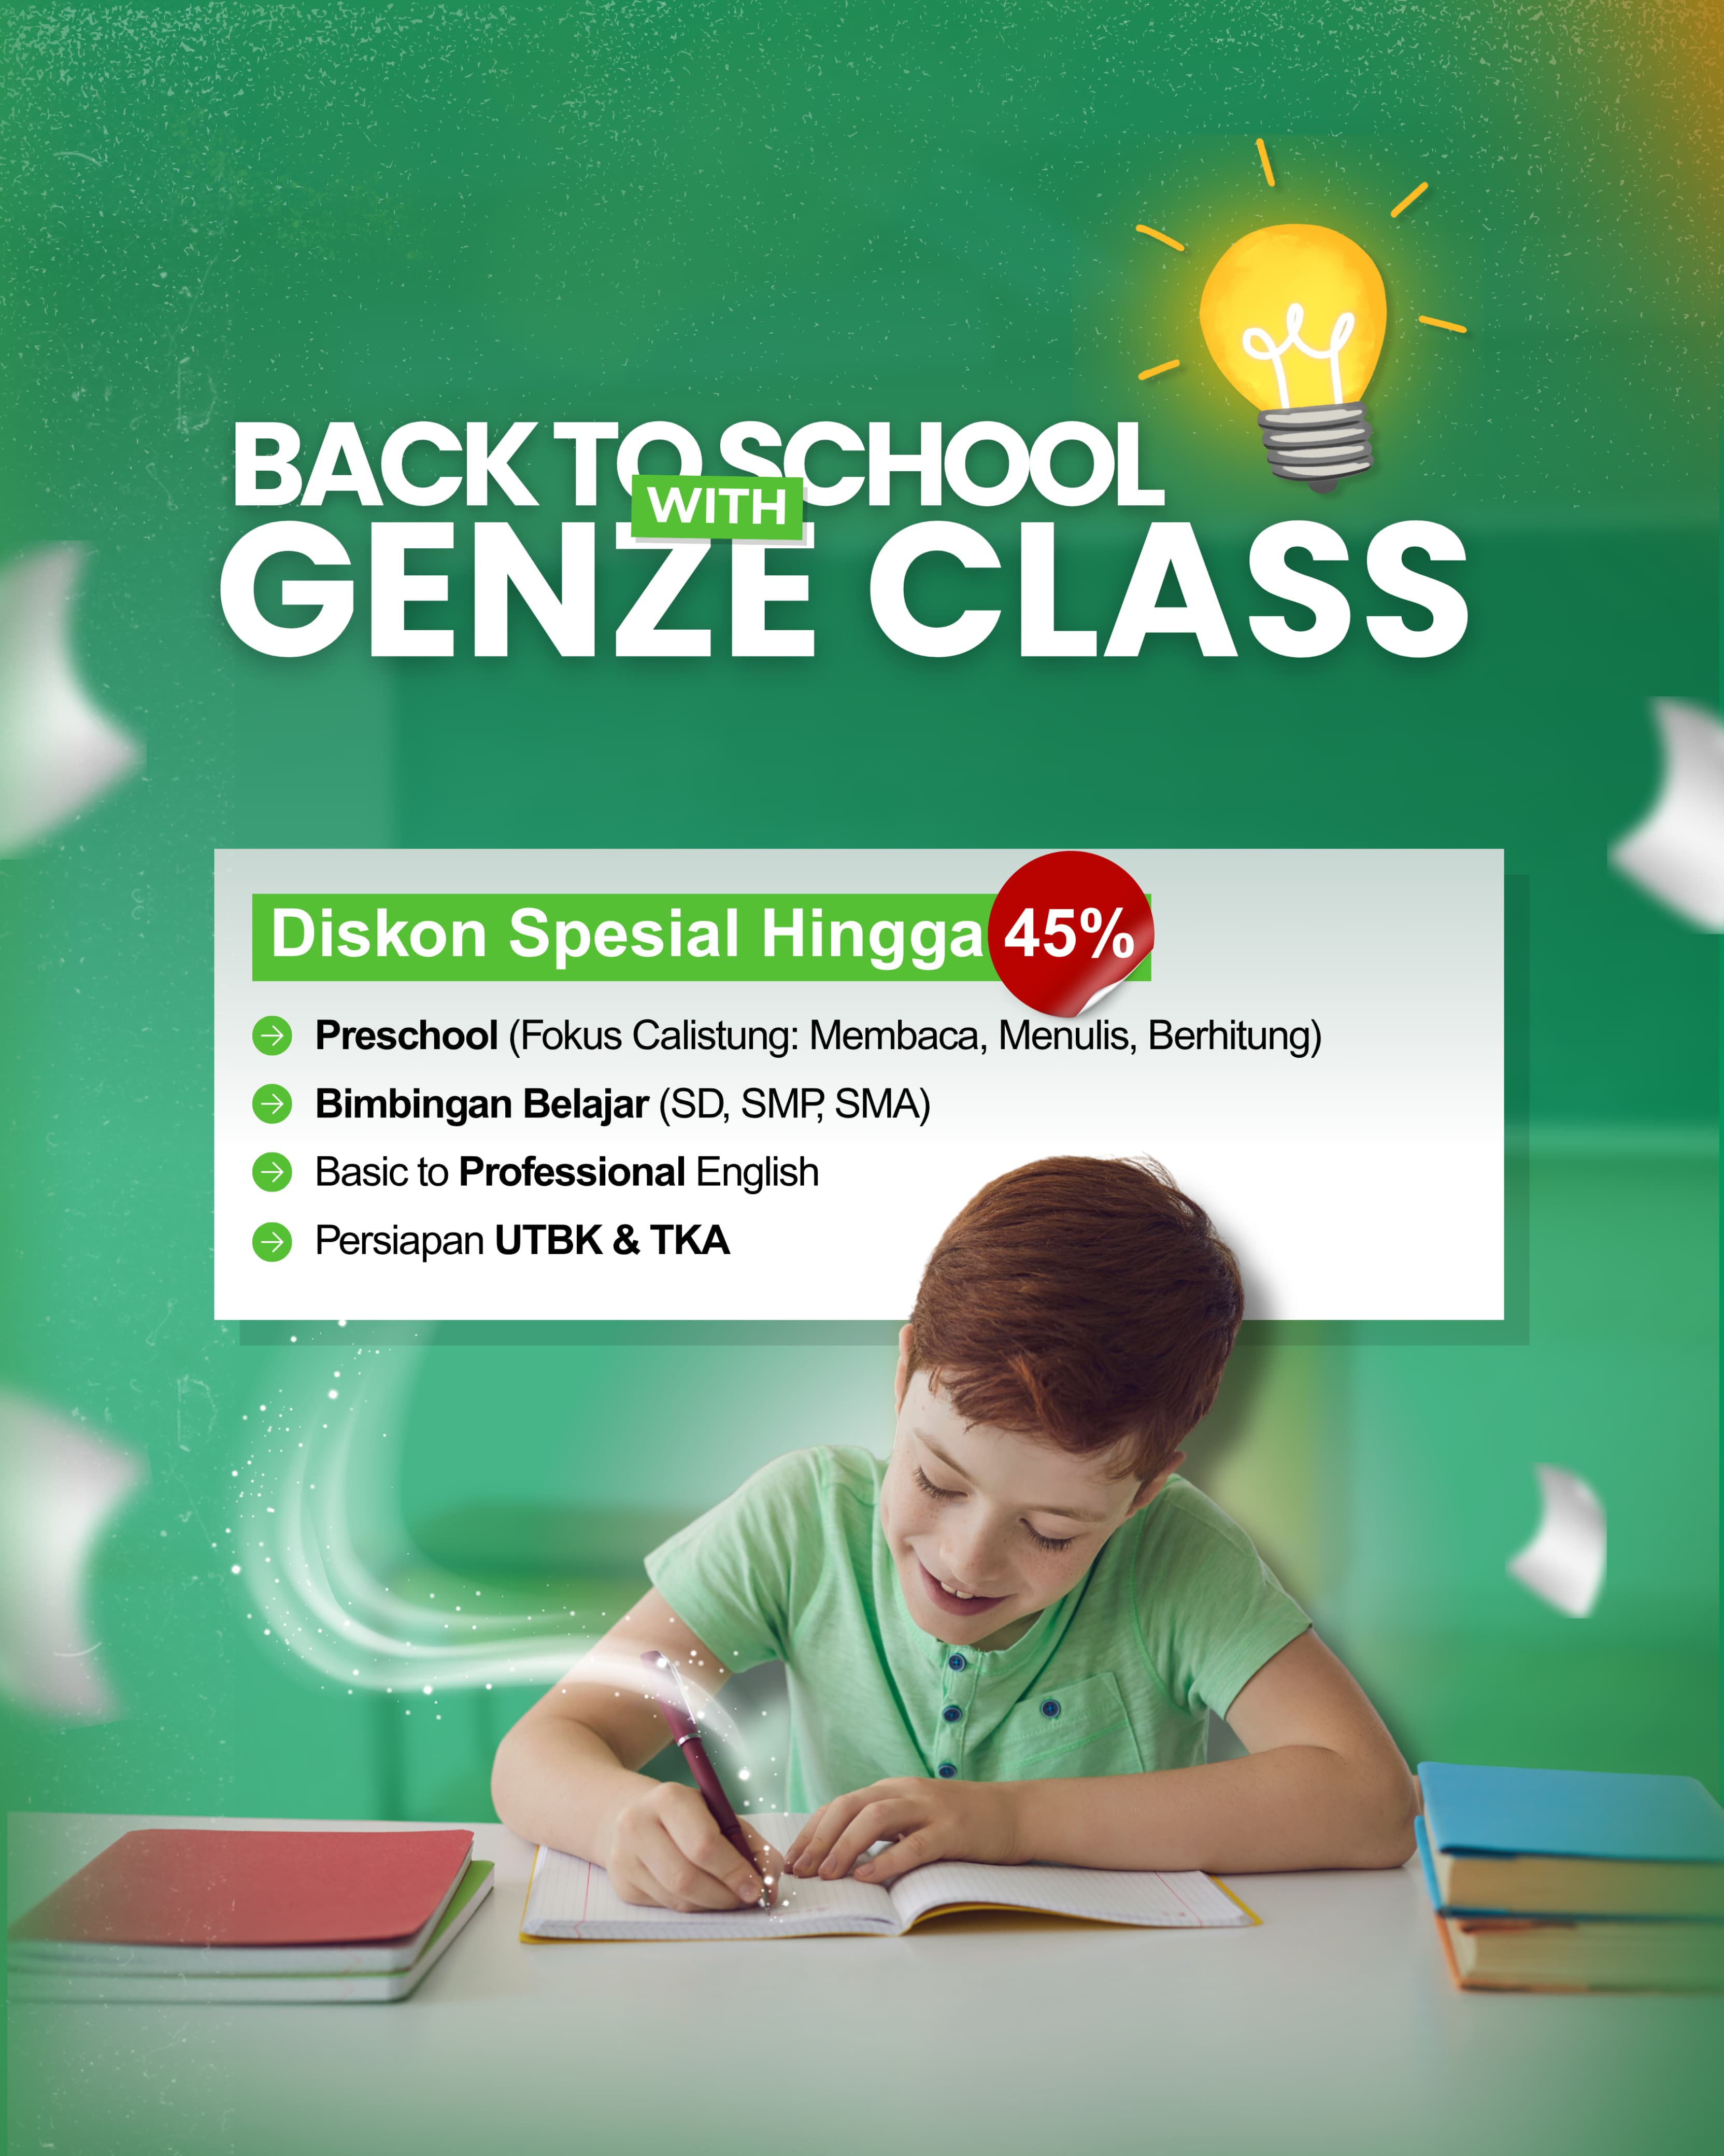 BACK TO SCHOOL
WITH
GENZE CLASS
Diskon Spesial Hingga 45%
Preschool (Fokus Calistung: Membaca, Menulis, Berhitung)
Bimbingan Belajar (SD, SMP, SMA)
Basic to Professional English
Persiapan UTBK & TKA